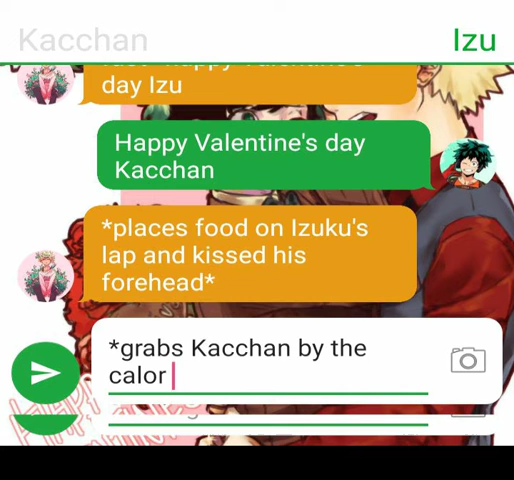 Kacchan
Izu
day Izu
Happy Valentine's day
Kacchan
*places food on Izuku's
lap and kissed his
forehead*
*grabs Kacchan by the
calor